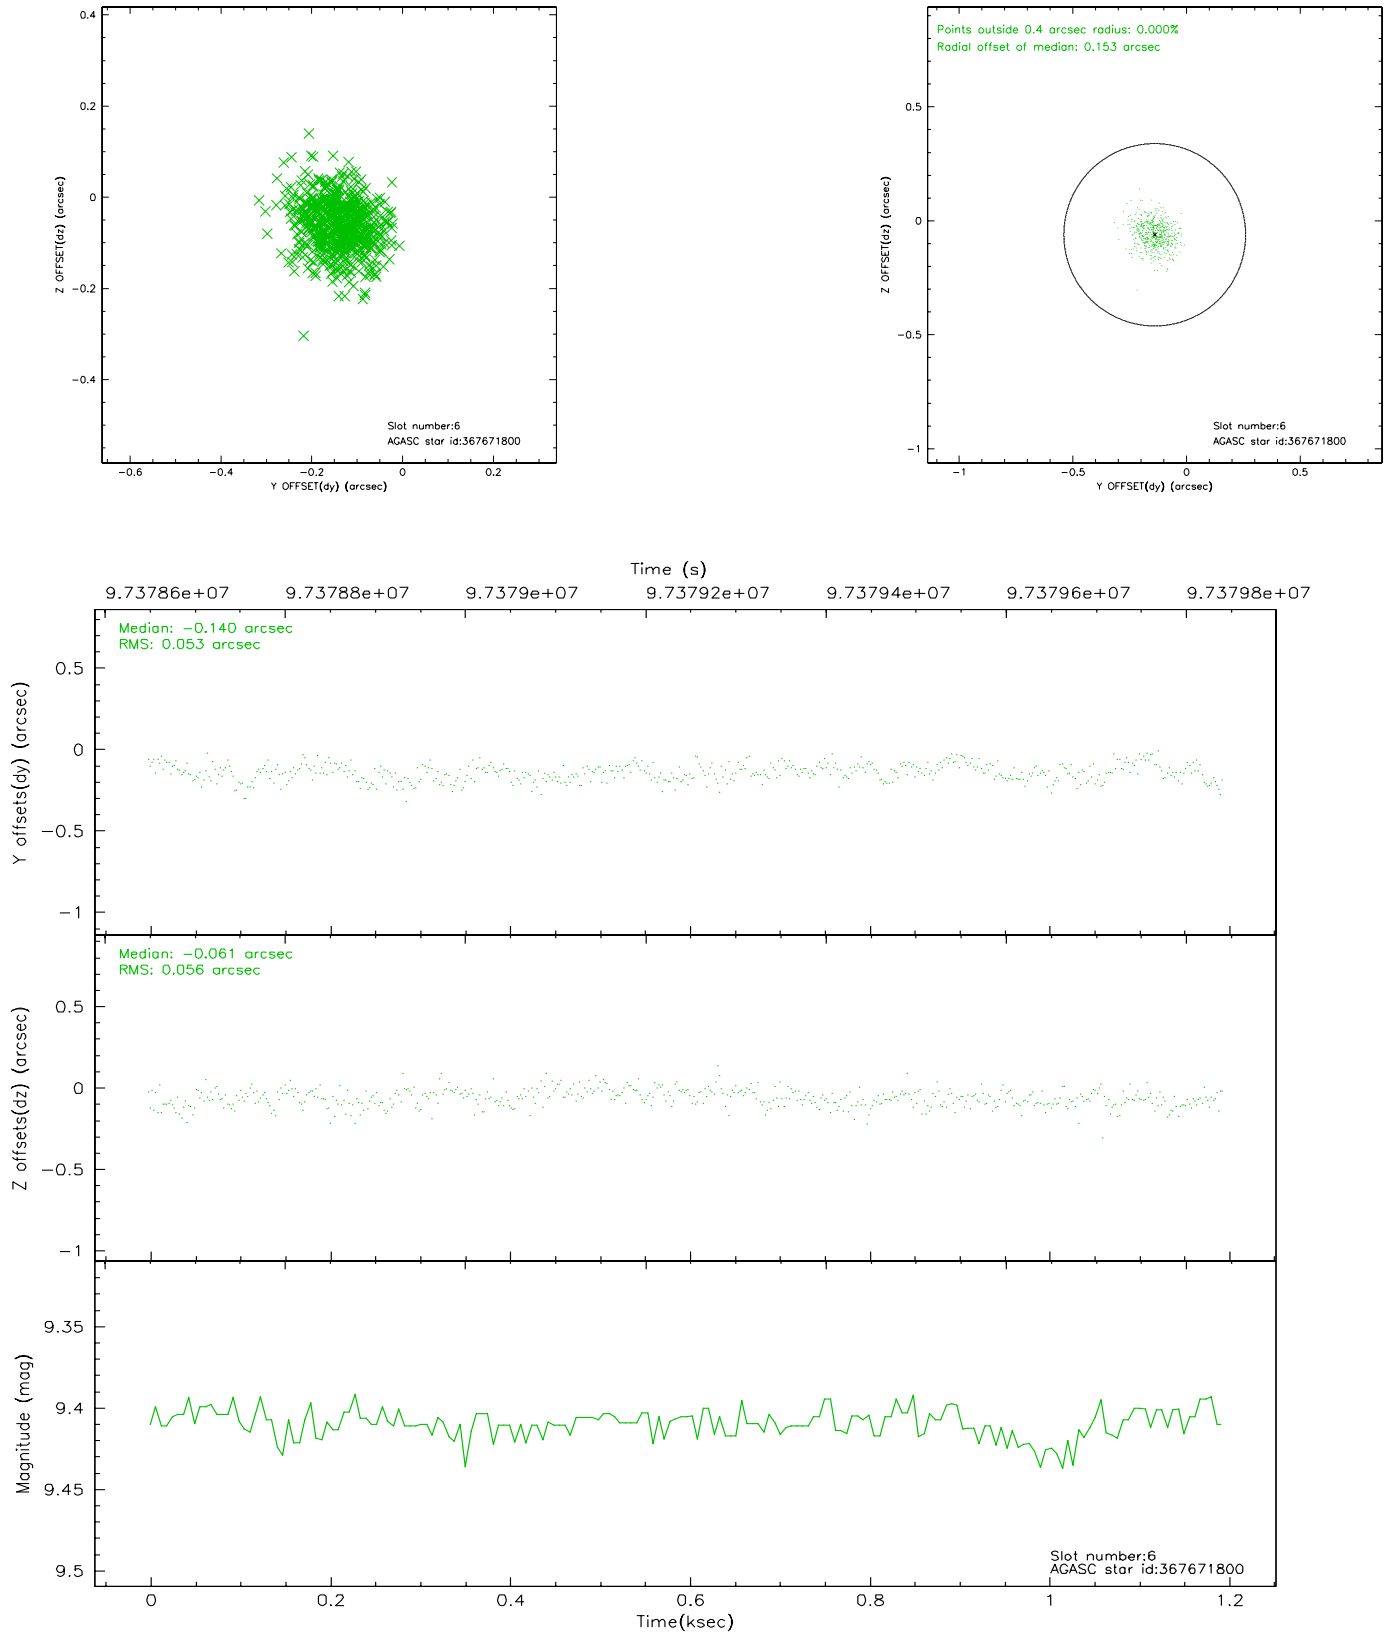 0.4
0.2
0
−0.2
−0.4
Z OFFSET(dz) (arcsec)
Slot number:6
AGASC star id:367671800
−0.6 −0.4 −0.2 0 0.2
Y OFFSET(dy) (arcsec)
Points outside 0.4 arcsec radius: 0.000%
Radial offset of median: 0.153 arcsec
0.5
0
−0.5
−1
Z OFFSET(dz) (arcsec)
Slot number:6
AGASC star id:367671800
−1 −0.5 0 0.5
Y OFFSET(dy) (arcsec)
Time (s)
9.73786e+07 9.73788e+07 9.7379e+07 9.73792e+07 9.73794e+07 9.73796e+07 9.73798e+07
Median: −0.140 arcsec
RMS: 0.053 arcsec
0.5
0
−0.5
−1
Y offsets(dy) (arcsec)
Median: −0.061 arcsec
RMS: 0.056 arcsec
0.5
0
−0.5
−1
Z offsets(dz) (arcsec)
9.35
9.4
9.45
9.5
Magnitude (mag)
Slot number:6
AGASC star id:367671800
0 0.2 0.4 0.6 0.8 1 1.2
Time(ksec)